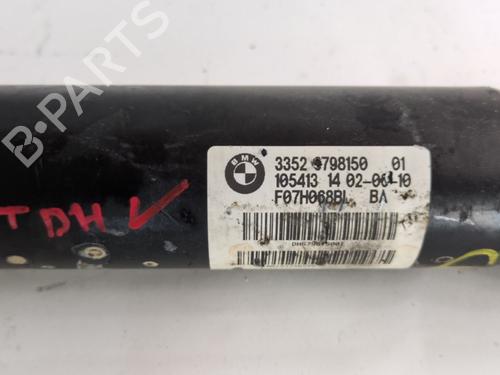 B-PARTS
BMW
3352 6798150 01
105413 14 02-06-10
F07H068BL BA
TDH